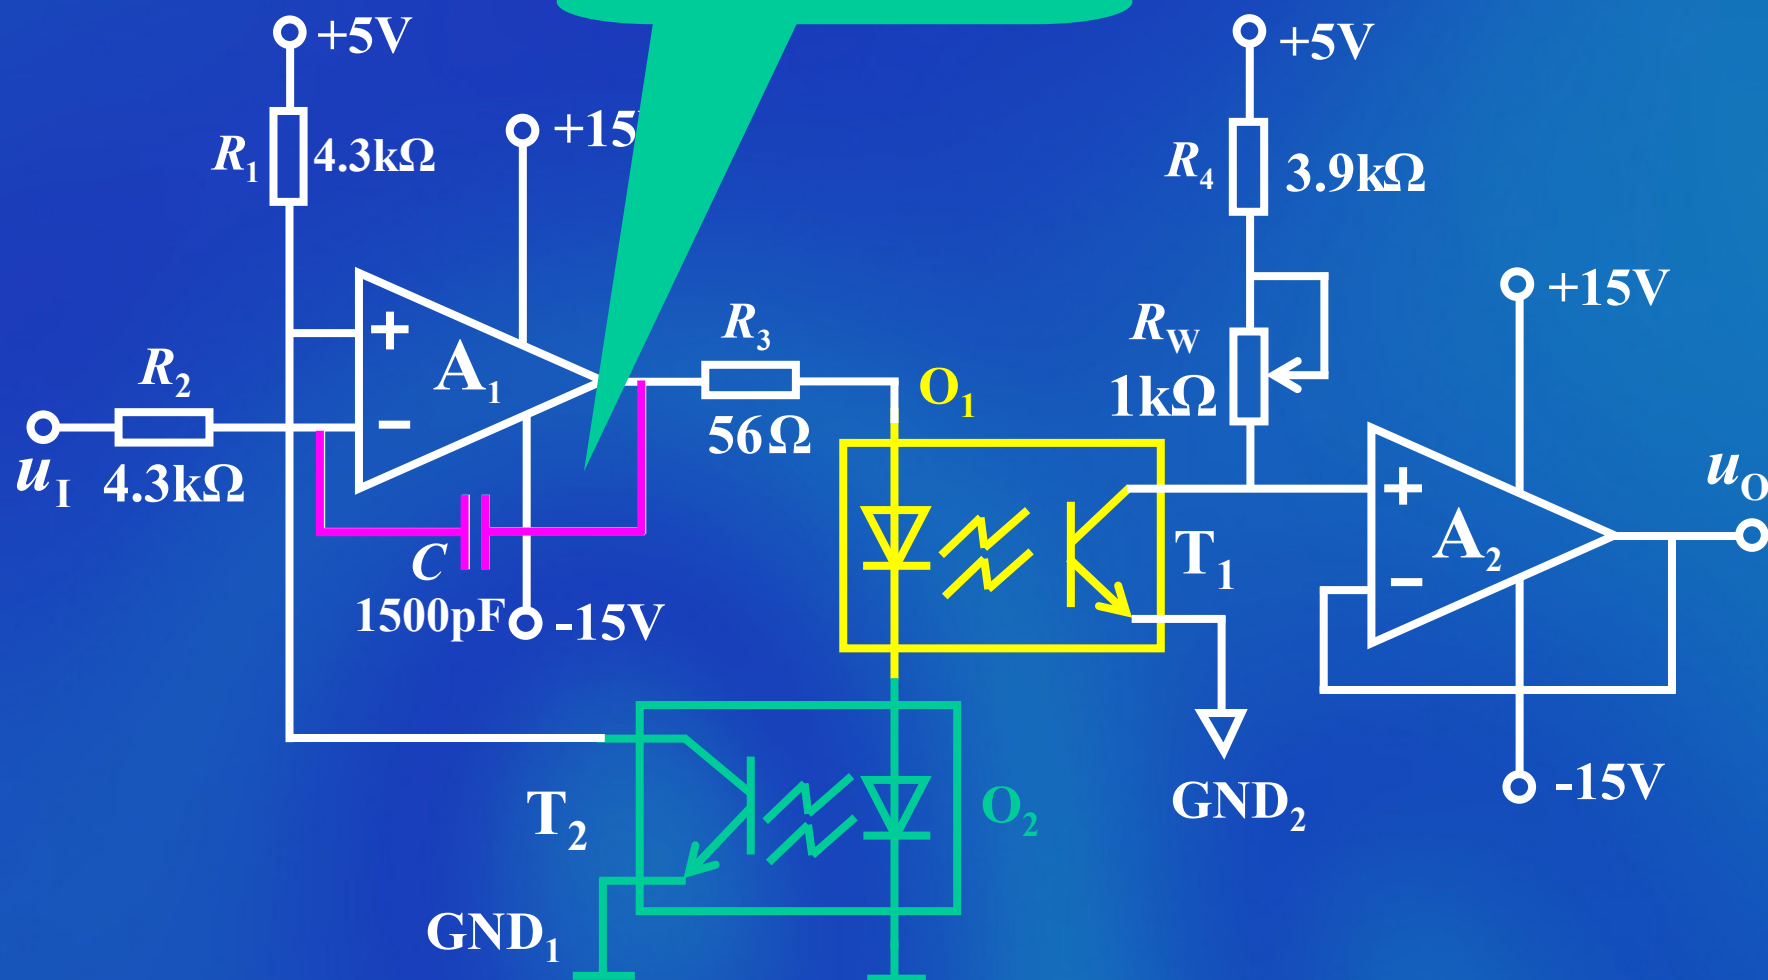 +5V
+5V
R1 4.3kΩ
+15
R4 3.9kΩ
+15V
R3
RW
R2
+
A1
O1
1kΩ
−
56Ω
uI
4.3kΩ
+
uO
A2
C
T1
−
1500pF
-15V
-15V
T2
O2
GND2
GND1